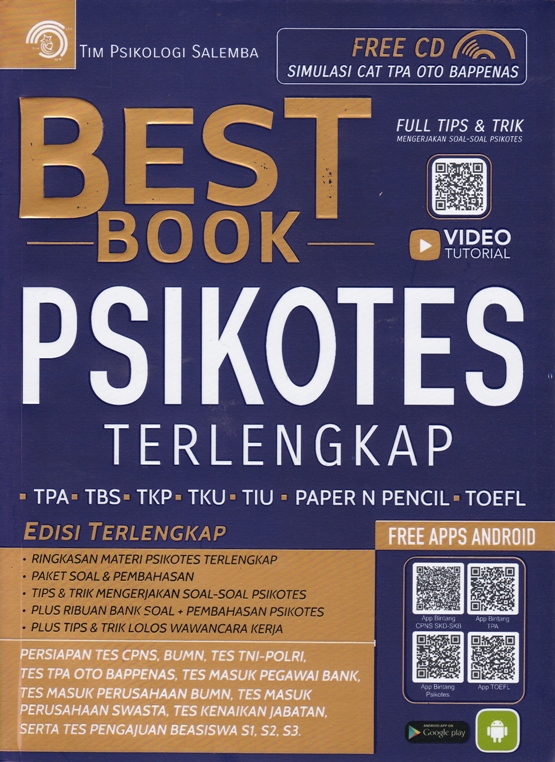 TIM PSIKOLOGI SALEMBA
FREE CD
SIMULASI CAT TPA OTO BAPPENAS
BEST
BOOK
FULL TIPS & TRIK
MENGERJAKAN SOAL-SOAL PSIKOTES
VIDEO
TUTORIAL
PSIKOTES
TERLENGKAP
▪ TPA ▪ TBS ▪ TKP ▪ TKU ▪ TIU ▪ PAPER N PENCIL ▪ TOEFL
EDISI TERLENGKAP
• RINGKASAN MATERI PSIKOTES TERLENGKAP
• PAKET SOAL & PEMBAHASAN
• TIPS & TRIK MENGERJAKAN SOAL-SOAL PSIKOTES
• PLUS RIBUAN BANK SOAL + PEMBAHASAN PSIKOTES
• PLUS TIPS & TRIK LOLOS WAWANCARA KERJA
PERSIAPAN TES CPNS, BUMN, TES TNI-POLRI,
TES TPA OTO BAPPENAS, TES MASUK PEGAWAI BANK,
TES MASUK PERUSAHAAN BUMN, TES MASUK
PERUSAHAAN SWASTA, TES KENAIKAN JABATAN,
SERTA TES PENGAJUAN BEASISWA S1, S2, S3.
FREE APPS ANDROID
App Bintang
CPNS SKD-SKB
App Bintang
TPA
App Bintang
Psikotes
App TOEFL
ANDROID APP ON
Google play